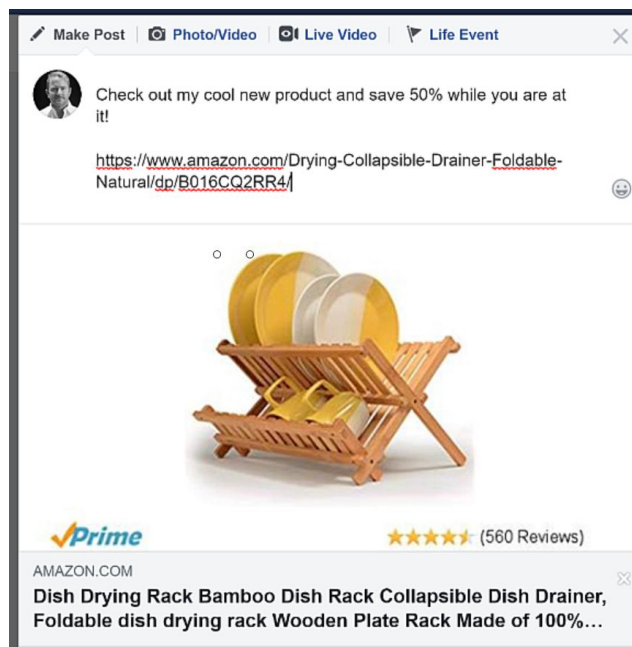 Make Post
Photo/Video
Live Video
Life Event
Check out my cool new product and save 50% while you are at
it!
https://www.amazon.com/Drying-Collapsible-Drainer-Foldable-
Natural/dp/B016CQ2RR4/
Prime
(560 Reviews)
AMAZON.COM
Dish Drying Rack Bamboo Dish Rack Collapsible Dish Drainer,
Foldable dish drying rack Wooden Plate Rack Made of 100%...